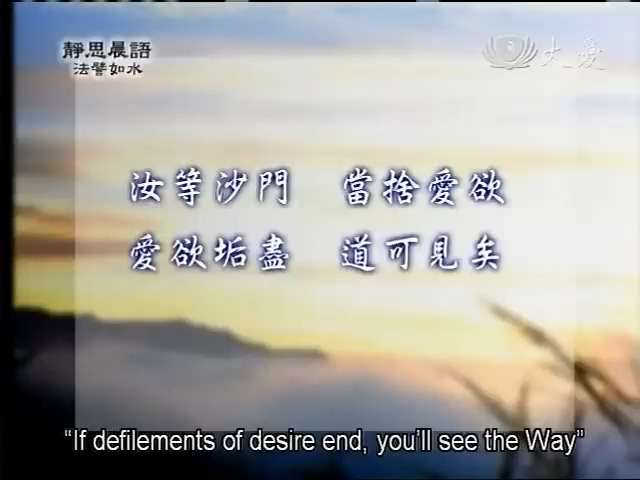 靜思晨語
法譬如水
大愛
汝等沙門 當捨愛欲
愛欲垢盡 道可見矣
“If defilements of desire end, you’ll see the Way”